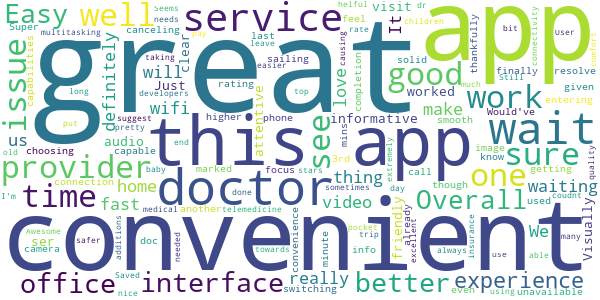 great
convenient
app
this app
doctor
service
wait
provider
time
Easy
well
issue
office
interface
better
experience
Overall
work
sure
one
good
see
love
video
fast
home
thing
really
definitely
will
wifi
Just
clear
us
audio
capable
attentive
informative
worked
make
visit
It
We
waiting
Visually
friendly
already
ser
camera
info
switching
convenience
minute
mins
3rd
image
smooth
call
though
used
count
know
getting
entering
given
resolve
finally
still
thankfully
connectivity
user
bit
dr
children
feel
rate
causing
easier
completion
solid
sailing
last
leave
canceling
needs
Seems
multitasking
Super
capabilities
developers
taking
long
put
suggest
pretty
higher
rating
phone
top
choosing
old
connection
I'm
baby
marked
focus
stars
end
another
telemedicine
medical
done
sometimes
day
extremely
safer
needed
doc
Awesome
additions
Saved
nice
towards
pocket
trip
excellent
always
insurance
use
able
many
quality
Would've
much
comfort
even
using
unavailable
helful